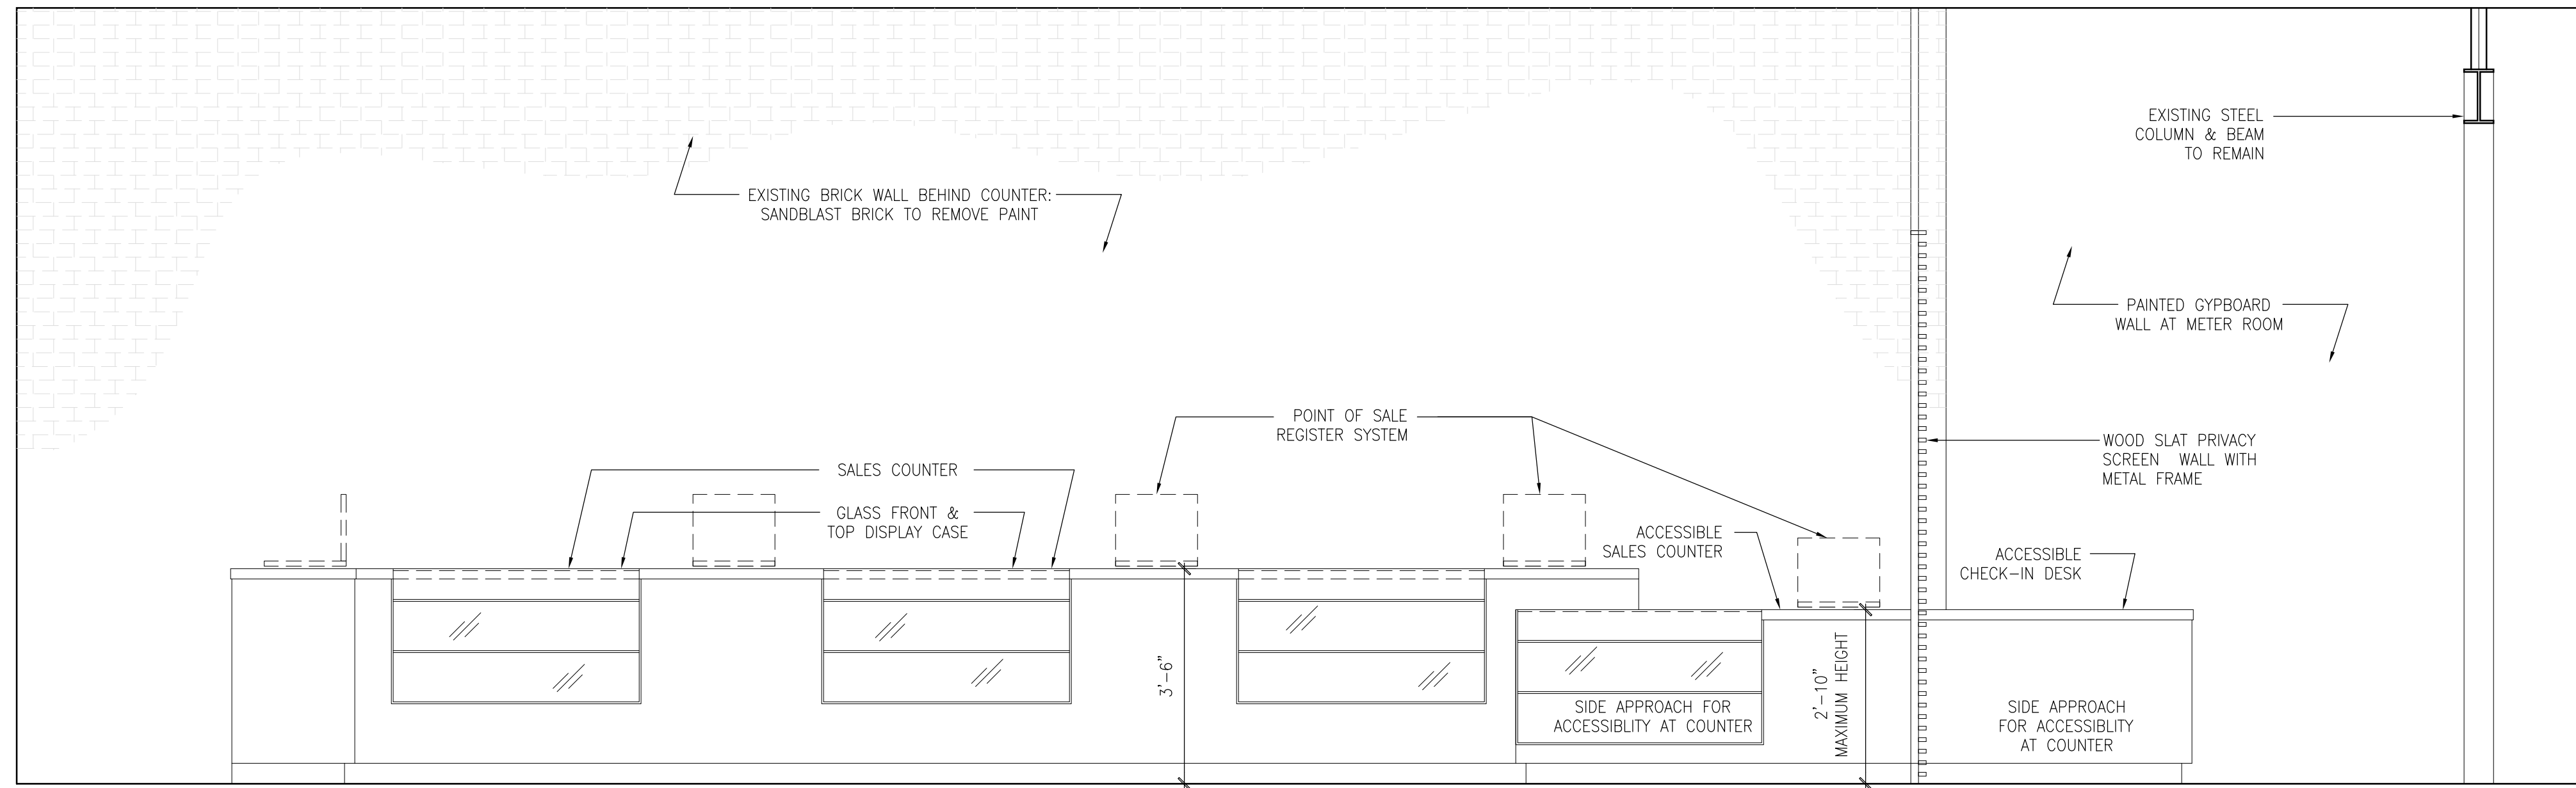 EXISTING STEEL
COLUMN & BEAM
TO REMAIN
EXISTING BRICK WALL BEHIND COUNTER:
SANDBLAST BRICK TO REMOVE PAINT
PAINTED GYPBOARD
WALL AT METER ROOM
POINT OF SALE
REGISTER SYSTEM
WOOD SLAT PRIVACY
SCREEN WALL WITH
METAL FRAME
SALES COUNTER
GLASS FRONT &
TOP DISPLAY CASE
ACCESSIBLE
SALES COUNTER
ACCESSIBLE
CHECK-IN DESK
3'-6"
2'-10"
MAXIMUM HEIGHT
SIDE APPROACH FOR
ACCESSIBLITY AT COUNTER
SIDE APPROACH
FOR ACCESSIBLITY
AT COUNTER